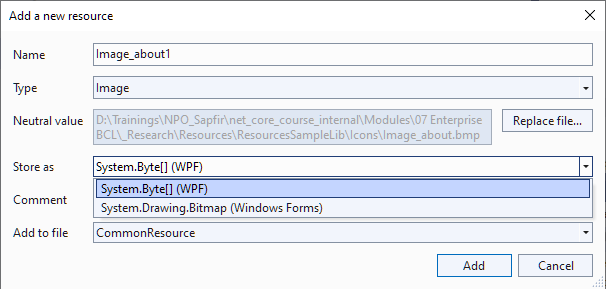 Add a new resource
Name
Image_about1
Type
Image
Neutral value
D:\Trainings\NPO_Sapfir\net_core_course_internal\Modules\07 Enterprise
BCL\_Research\Resources\ResourcesSampleLib\Icons\Image_about.bmp
Replace file...
Store as
System.Byte[] (WPF)
System.Byte[] (WPF)
Comment
System.Drawing.Bitmap (Windows Forms)
Add to file
CommonResource
Add
Cancel